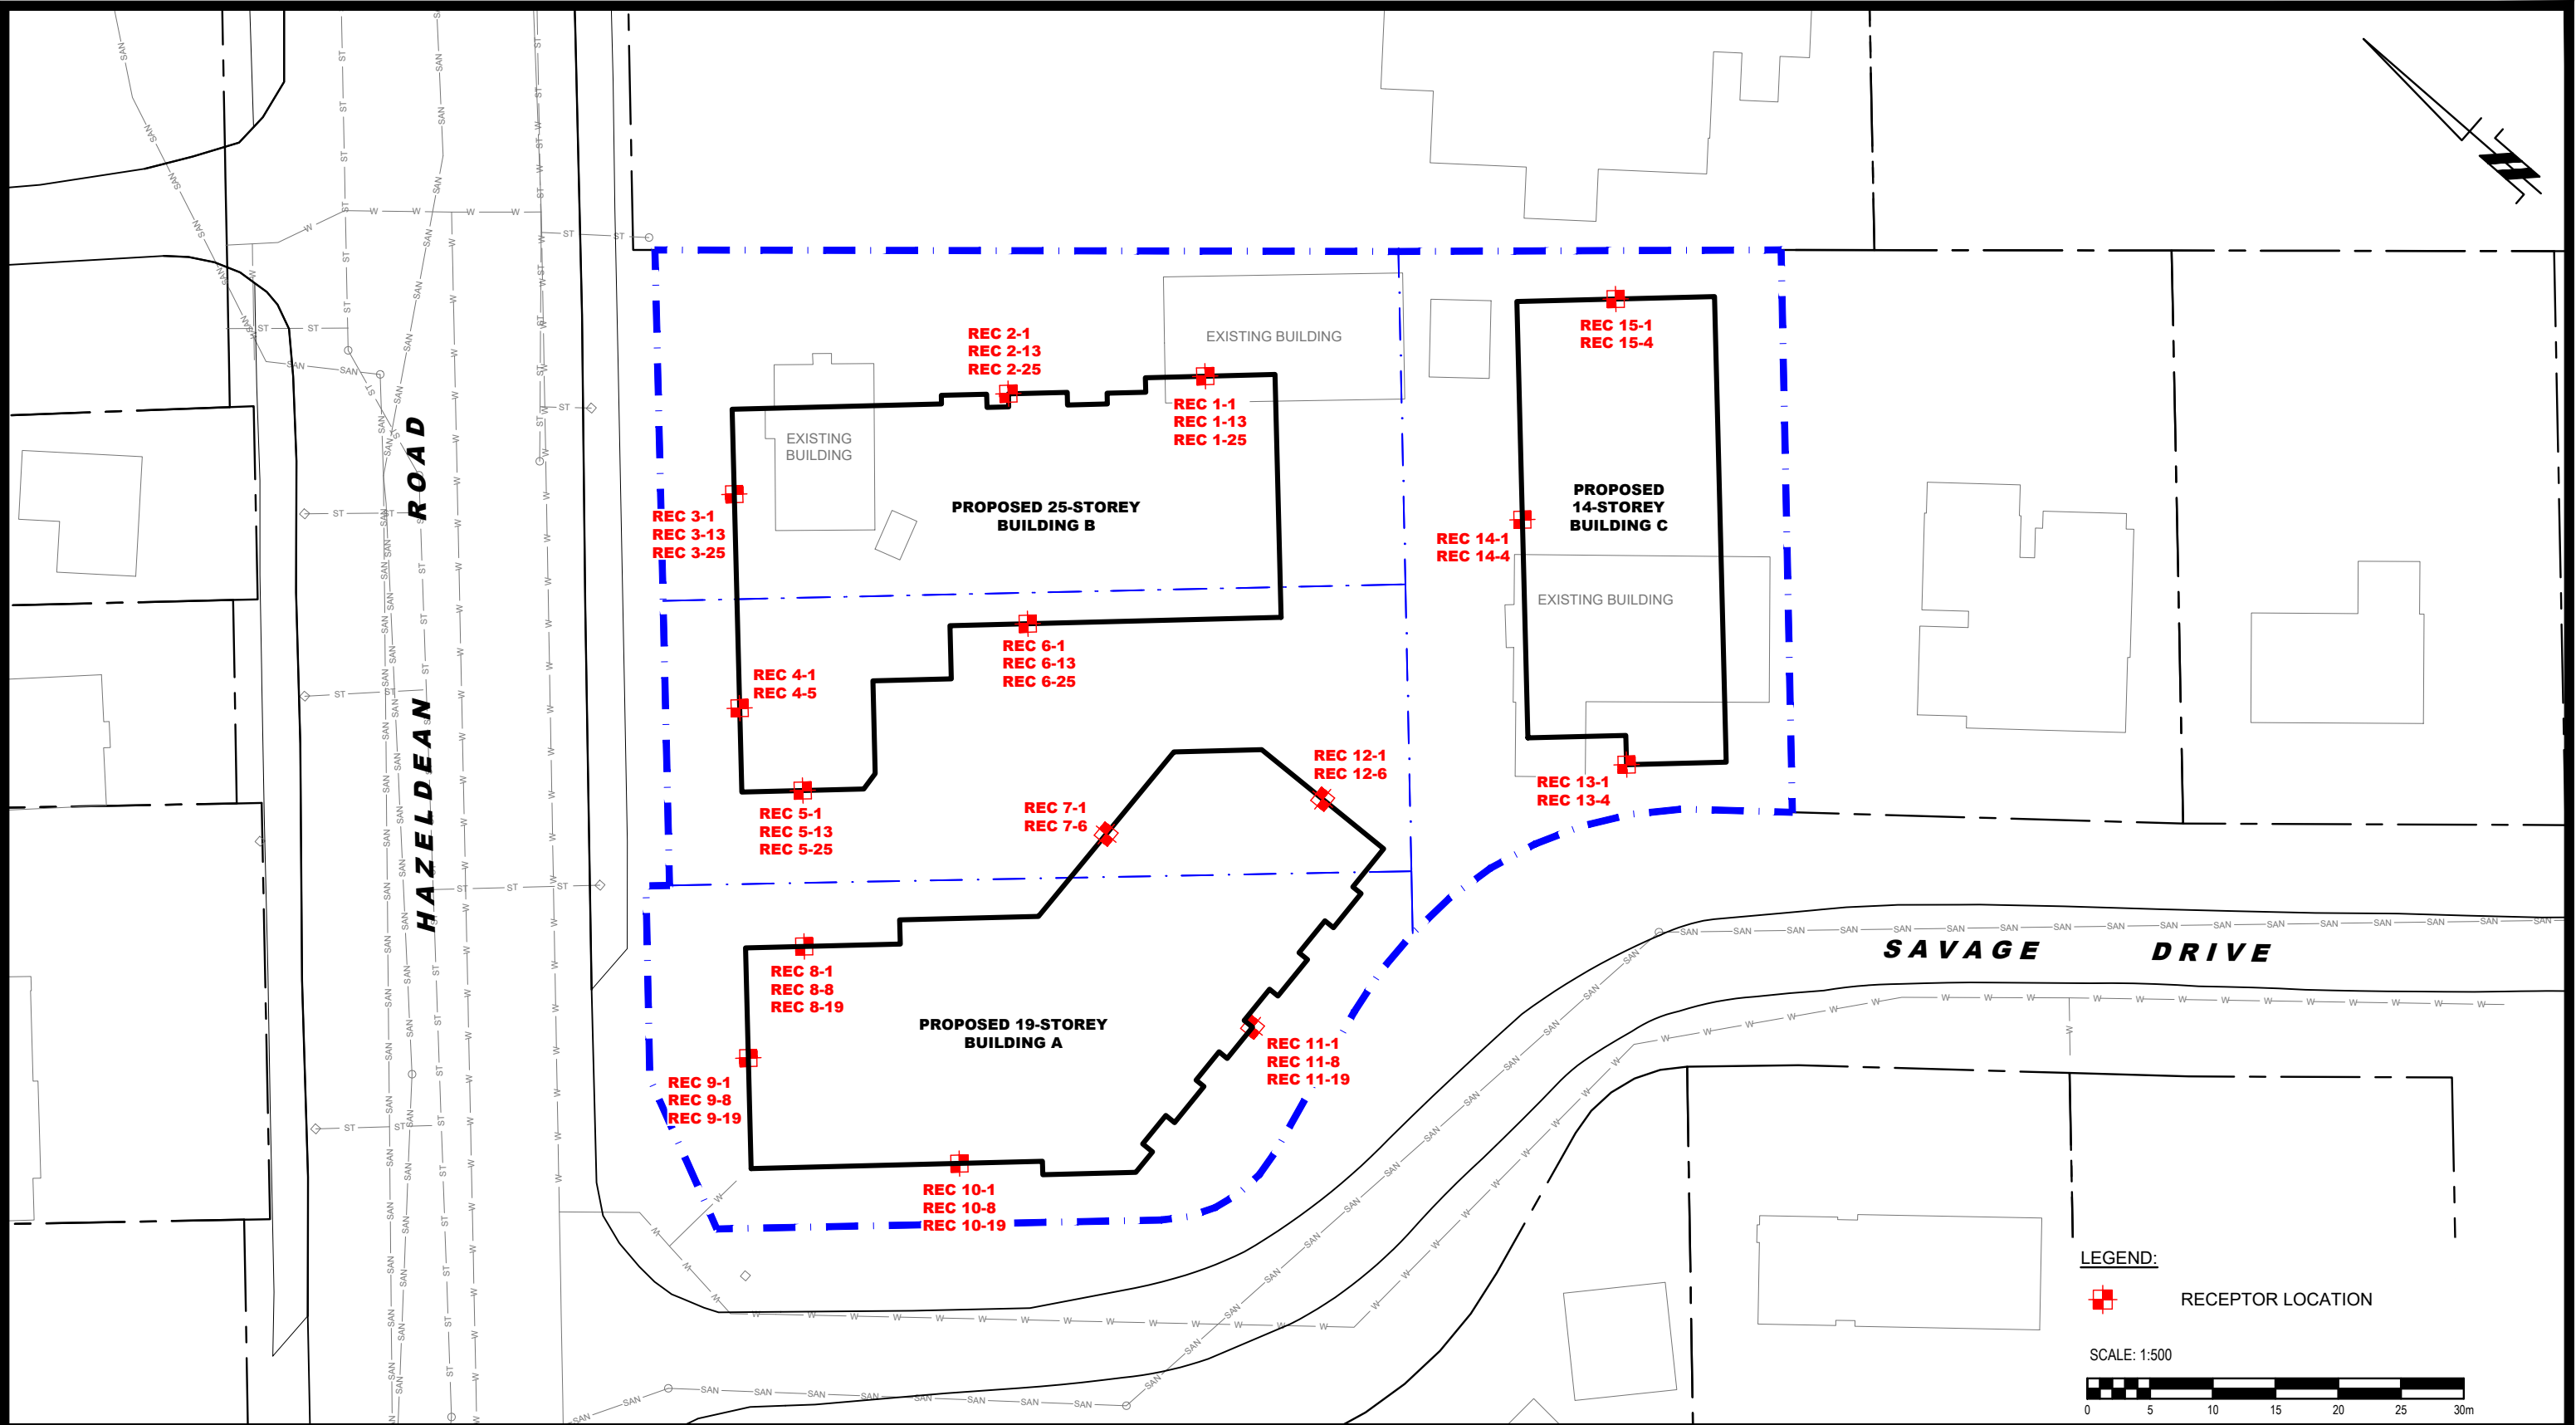 REC 2-1
REC 2-13
REC 2-25
EXISTING BUILDING
REC 15-1
REC 15-4
REC 1-1
REC 1-13
REC 1-25
EXISTING
BUILDING
REC 3-1
REC 3-13
REC 3-25
PROPOSED 25-STOREY
BUILDING B
PROPOSED
14-STOREY
BUILDING C
REC 14-1
REC 14-4
EXISTING BUILDING
REC 6-1
REC 6-13
REC 6-25
REC 4-1
REC 4-5
HAZELDEAN ROAD
REC 12-1
REC 12-6
REC 13-1
REC 13-4
REC 5-1
REC 5-13
REC 5-25
REC 7-1
REC 7-6
SAVAGE DRIVE
REC 8-1
REC 8-8
REC 8-19
PROPOSED 19-STOREY
BUILDING A
REC 11-1
REC 11-8
REC 11-19
REC 9-1
REC 9-8
REC 9-19
REC 10-1
REC 10-8
REC 10-19
LEGEND:
RECEPTOR LOCATION
SCALE: 1:500
0 5 10 15 20 25 30m